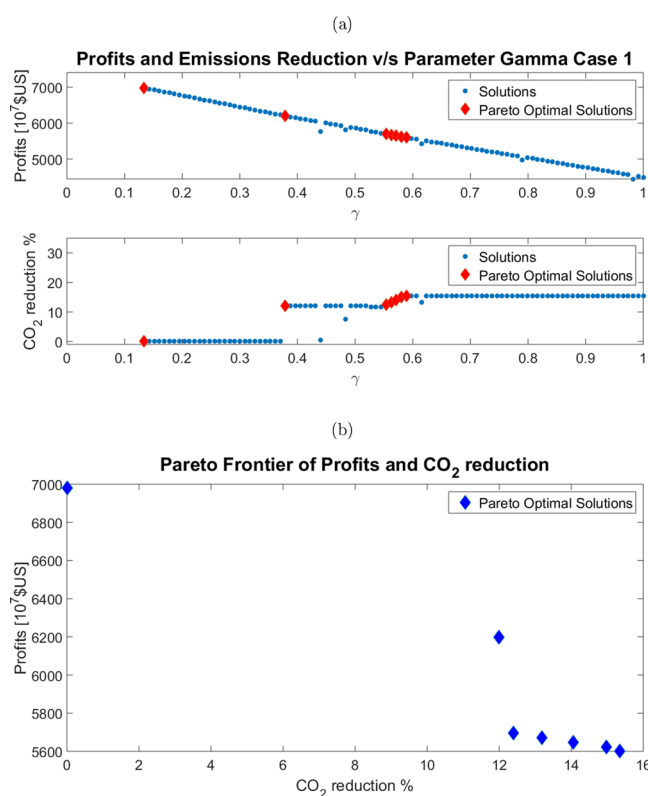 (a)
Profits and Emissions Reduction v/s Parameter Gamma Case 1
Profits [10^7$US]
7000
6000
5000
Solutions
Pareto Optimal Solutions
0 0.1 0.2 0.3 0.4 0.5 0.6 0.7 0.8 0.9 1
γ
CO2 reduction %
30
20
10
0
Solutions
Pareto Optimal Solutions
0 0.1 0.2 0.3 0.4 0.5 0.6 0.7 0.8 0.9 1
γ
(b)
Pareto Frontier of Profits and CO2 reduction
Profits [10^7$US]
7000
6800
6600
6400
6200
6000
5800
5600
Pareto Optimal Solutions
0 2 4 6 8 10 12 14 16
CO2 reduction %